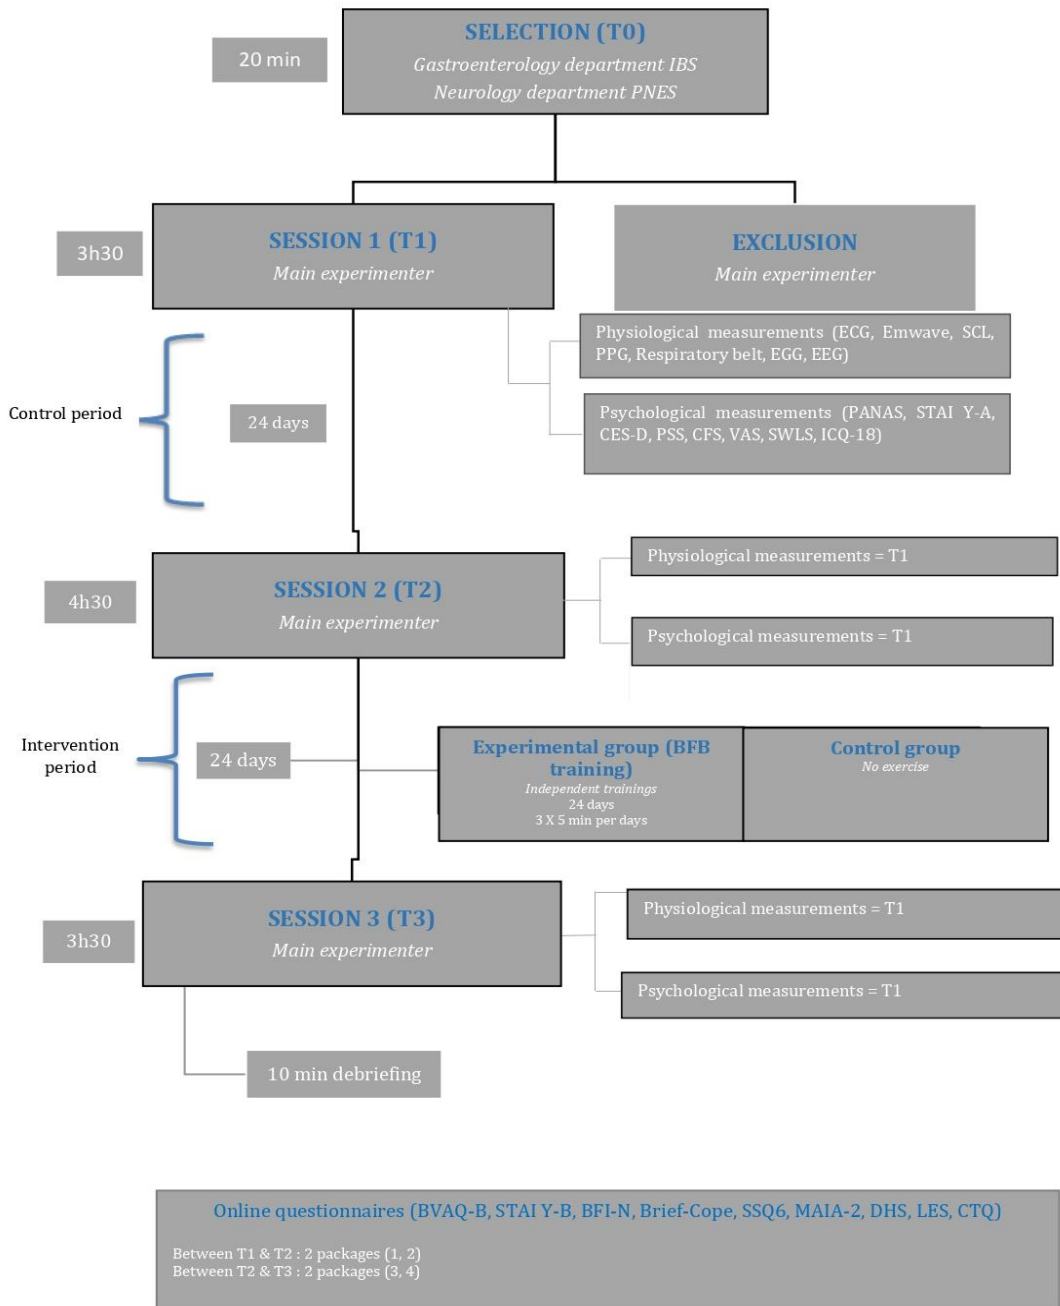 SELECTION (T0)
20 min
Gastroenterology department IBS
Neurology department PNES
SESSION 1 (T1)
3h30
Main experimenter
EXCLUSION
Main experimenter
Physiological measurements (ECG, Emwave, SCL,
PPG, Respiratory belt, EGG, EEG)
Control period
24 days
Psychological measurements (PANAS, STAI Y-A,
CES-D, PSS, CFS, VAS, SWLS, ICQ-18)
SESSION 2 (T2)
4h30
Main experimenter
Physiological measurements = T1
Psychological measurements = T1
Intervention
period
24 days
Experimental group (BFB
training)
Independent trainings
24 days
3 X 5 min per days
Control group
No exercise
SESSION 3 (T3)
3h30
Main experimenter
Physiological measurements = T1
Psychological measurements = T1
10 min debriefing
Online questionnaires (BVAQ-B, STAI Y-B, BFI-N, Brief-Cope, SSQ6, MAIA-2, DHS, LES, CTQ)
Between T1 & T2 : 2 packages (1, 2)
Between T2 & T3 : 2 packages (3, 4)